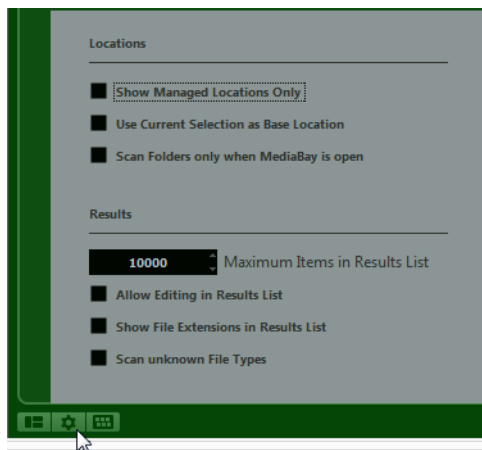 Locations
Show Managed Locations Only
Use Current Selection as Base Location
Scan Folders only when MediaBay is open
Results
10000 Maximum Items in Results List
Allow Editing in Results List
Show File Extensions in Results List
Scan unknown File Types